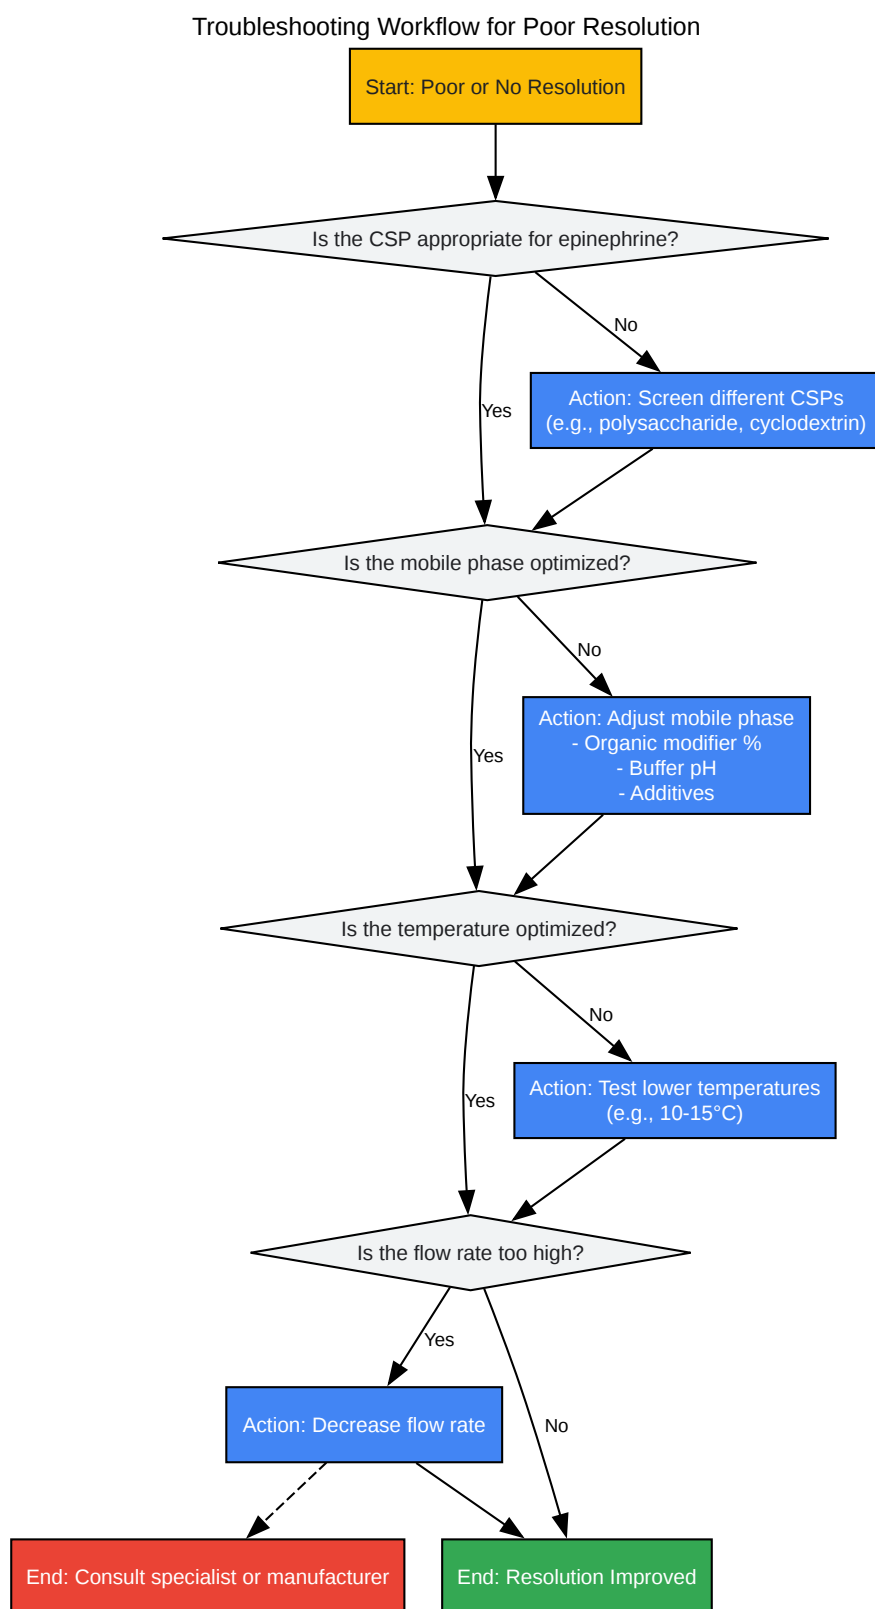 Troubleshooting Workflow for Poor Resolution
Start: Poor or No Resolution
Is the CSP appropriate for epinephrine?
No
Yes
Action: Screen different CSPs
(e.g., polysaccharide, cyclodextrin)
Is the mobile phase optimized?
No
Yes
Action: Adjust mobile phase
- Organic modifier %
- Buffer pH
- Additives
Is the temperature optimized?
No
Yes
Action: Test lower temperatures
(e.g., 10-15°C)
Is the flow rate too high?
Yes
No
Action: Decrease flow rate
End: Consult specialist or manufacturer
End: Resolution Improved